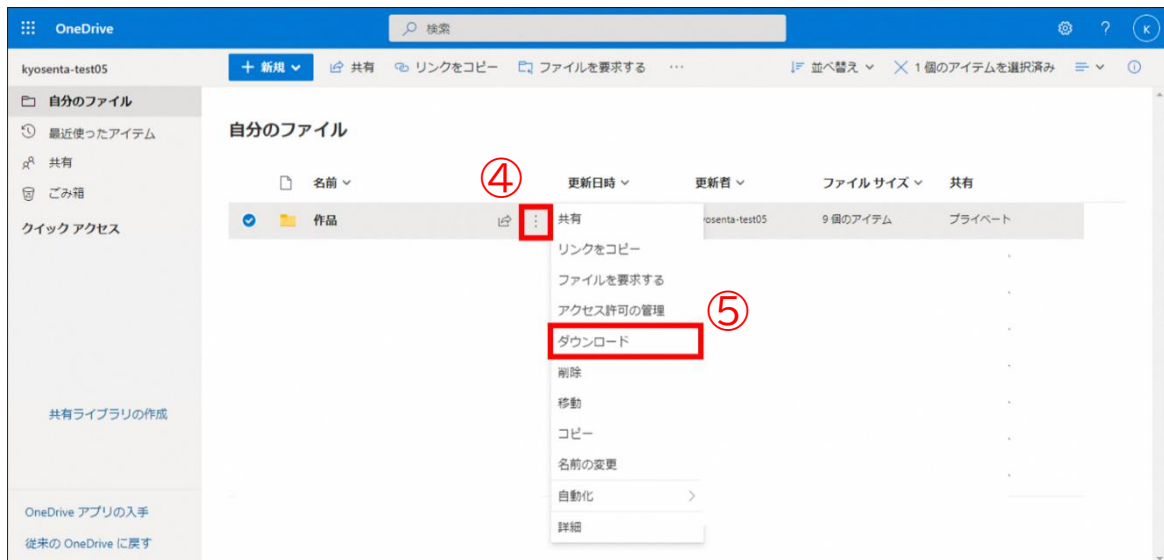 OneDrive
検索
?
K
kyosenta-test05
+ 新規
共有
リンクをコピー
ファイルを要求する
…
並べ替え
1 個のアイテムを選択済み
自分のファイル
最近使ったアイテム
共有
ごみ箱
クイック アクセス
共有ライブラリの作成
OneDrive アプリの入手
従来の OneDrive に戻す
自分のファイル
④
名前
更新日時
更新者
ファイル サイズ
共有
作品
yosenta-test05
9 個のアイテム
プライベート
共有
リンクをコピー
ファイルを要求する
アクセス許可の管理
⑤
ダウンロード
削除
移動
コピー
名前の変更
自動化
詳細